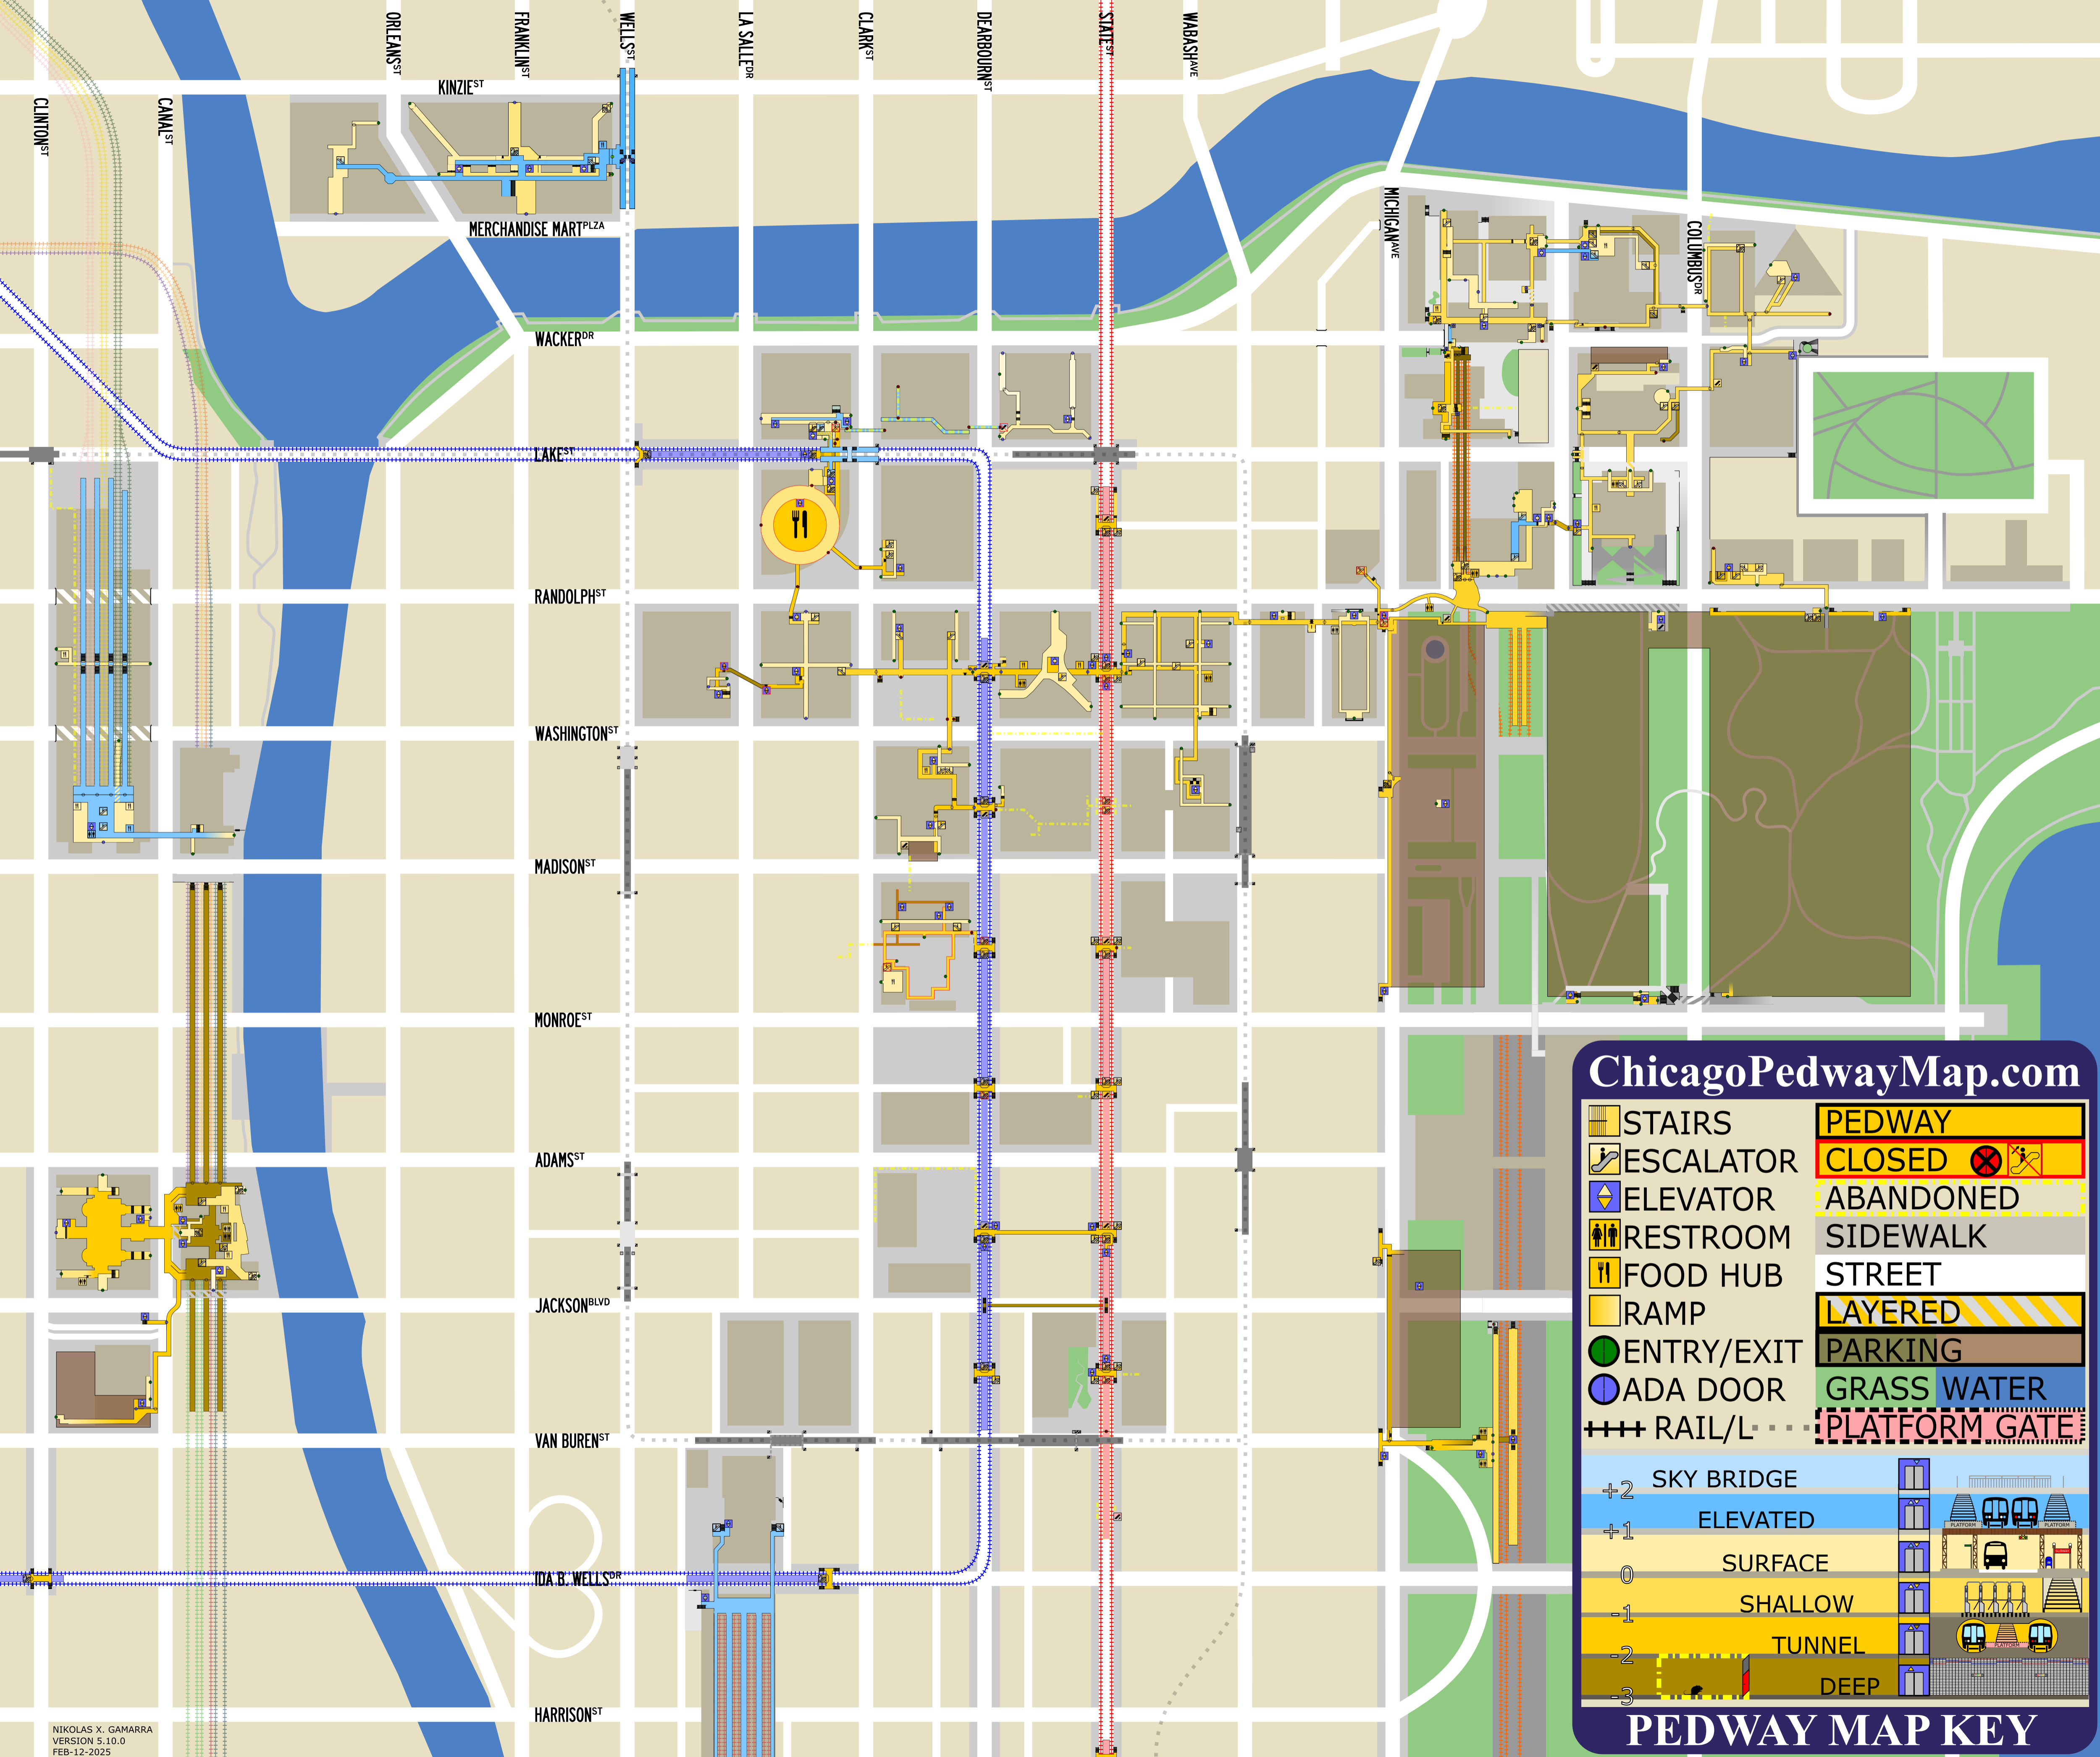 ORLEANS ST
FRANKLIN ST
WELLS ST
LA SALLE DR
CLARK ST
DEARBOURN ST
STATE ST
WABASH AVE
KINZIE ST
CLINTON ST
CANAL ST
MERCHANDISE MART PLZA
MICHIGAN AVE
COLUMBUS DR
WACKER DR
LAKE ST
RANDOLPH ST
WASHINGTON ST
MADISON ST
MONROE ST
ADAMS ST
JACKSON BLVD
VAN BUREN ST
IDA B. WELLS DR
HARRISON ST
NIKOLAS X. GAMARRA
VERSION 5.10.0
FEB-12-2025
ChicagoPedwayMap.com
STAIRS
PEDWAY
ESCALATOR
CLOSED
ELEVATOR
ABANDONED
RESTROOM
SIDEWALK
FOOD HUB
STREET
RAMP
LAYERED
ENTRY/EXIT
PARKING
ADA DOOR
GRASS WATER
RAIL/L
PLATFORM GATE
SKY BRIDGE
+2
ELEVATED
PLATFORM
PLATFORM
+1
SURFACE
0
SHALLOW
-1
TUNNEL
PLATFORM
-2
DEEP
-3
PEDWAY MAP KEY